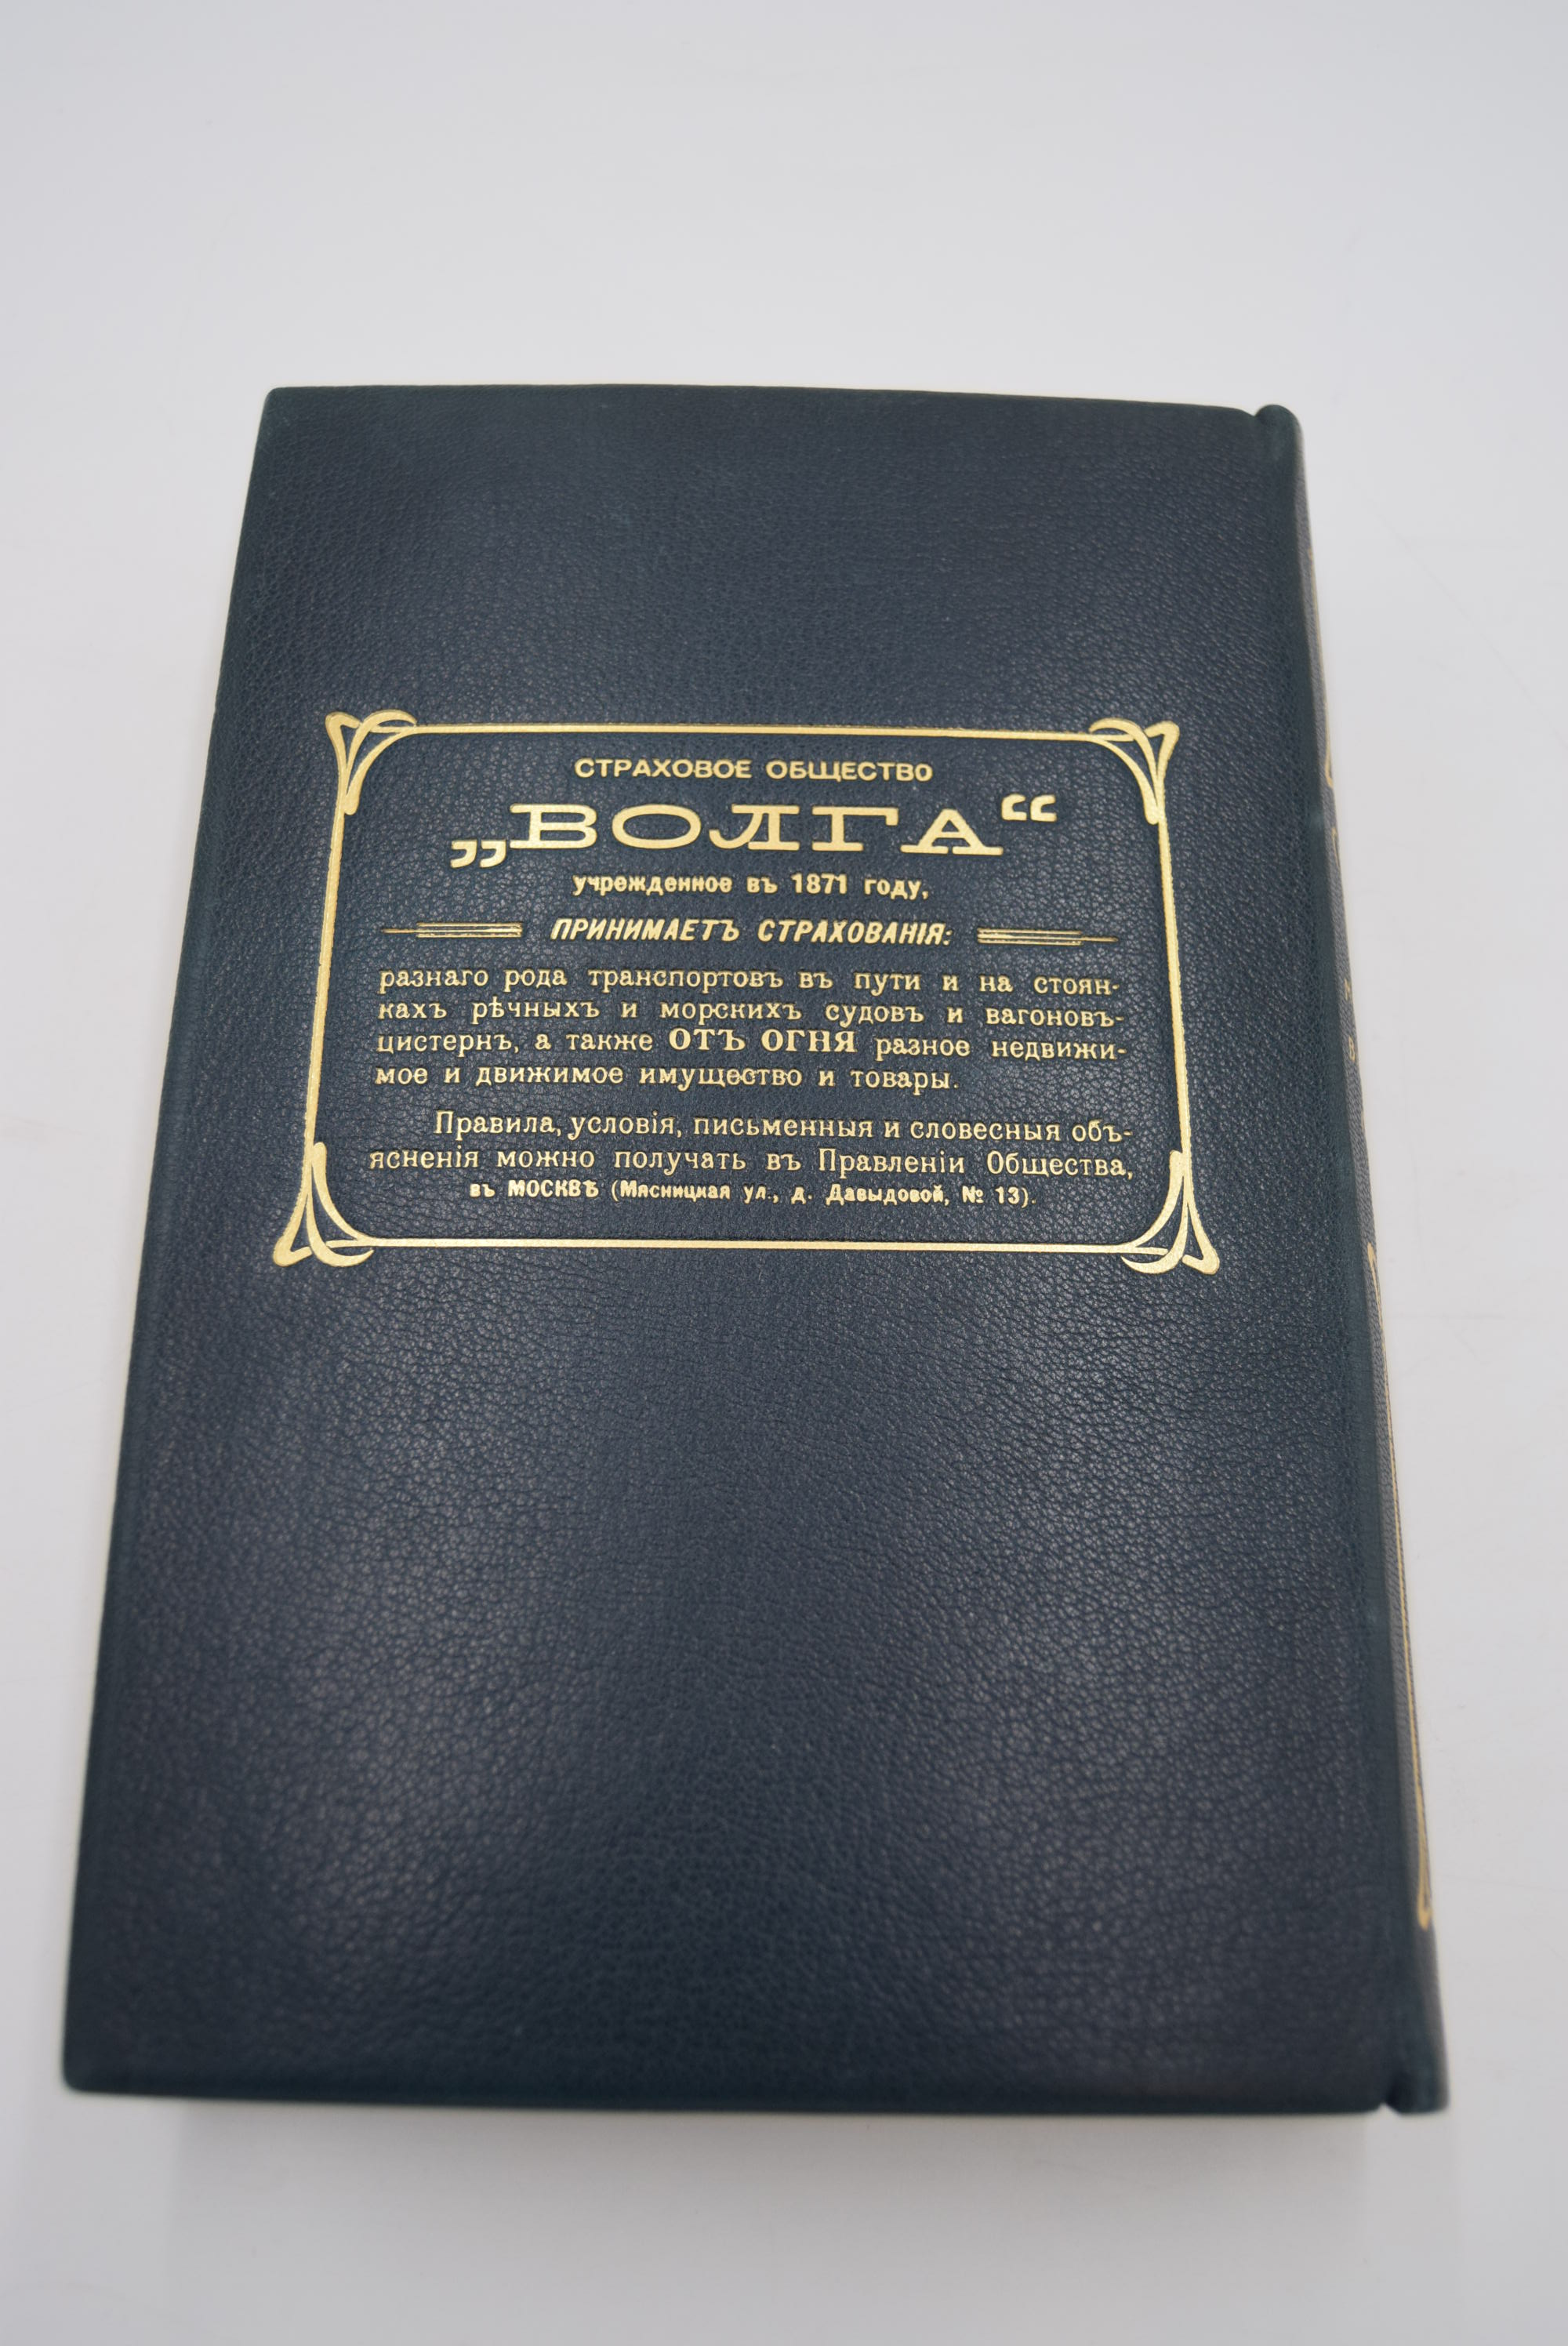 СТРАХОВОЕ ОБЩЕСТВО
„ВОЛГА“
учрежденное въ 1871 году,
ПРИНИМАЕТЪ СТРАХОВАНІЯ:
разнаго рода транспортовъ въ пути и на стоян-
кахъ рѣчныхъ и морскихъ судовъ и вагоновъ-
цистернъ, а также ОТЪ ОГНЯ разное недвижи-
мое и движимое имущество и товары.
Правила, условія, письменныя и словесныя объ-
ясненія можно получать въ Правленіи Общества,
въ МОСКВѢ (Мясницкая ул., д. Давыдовой, № 13).